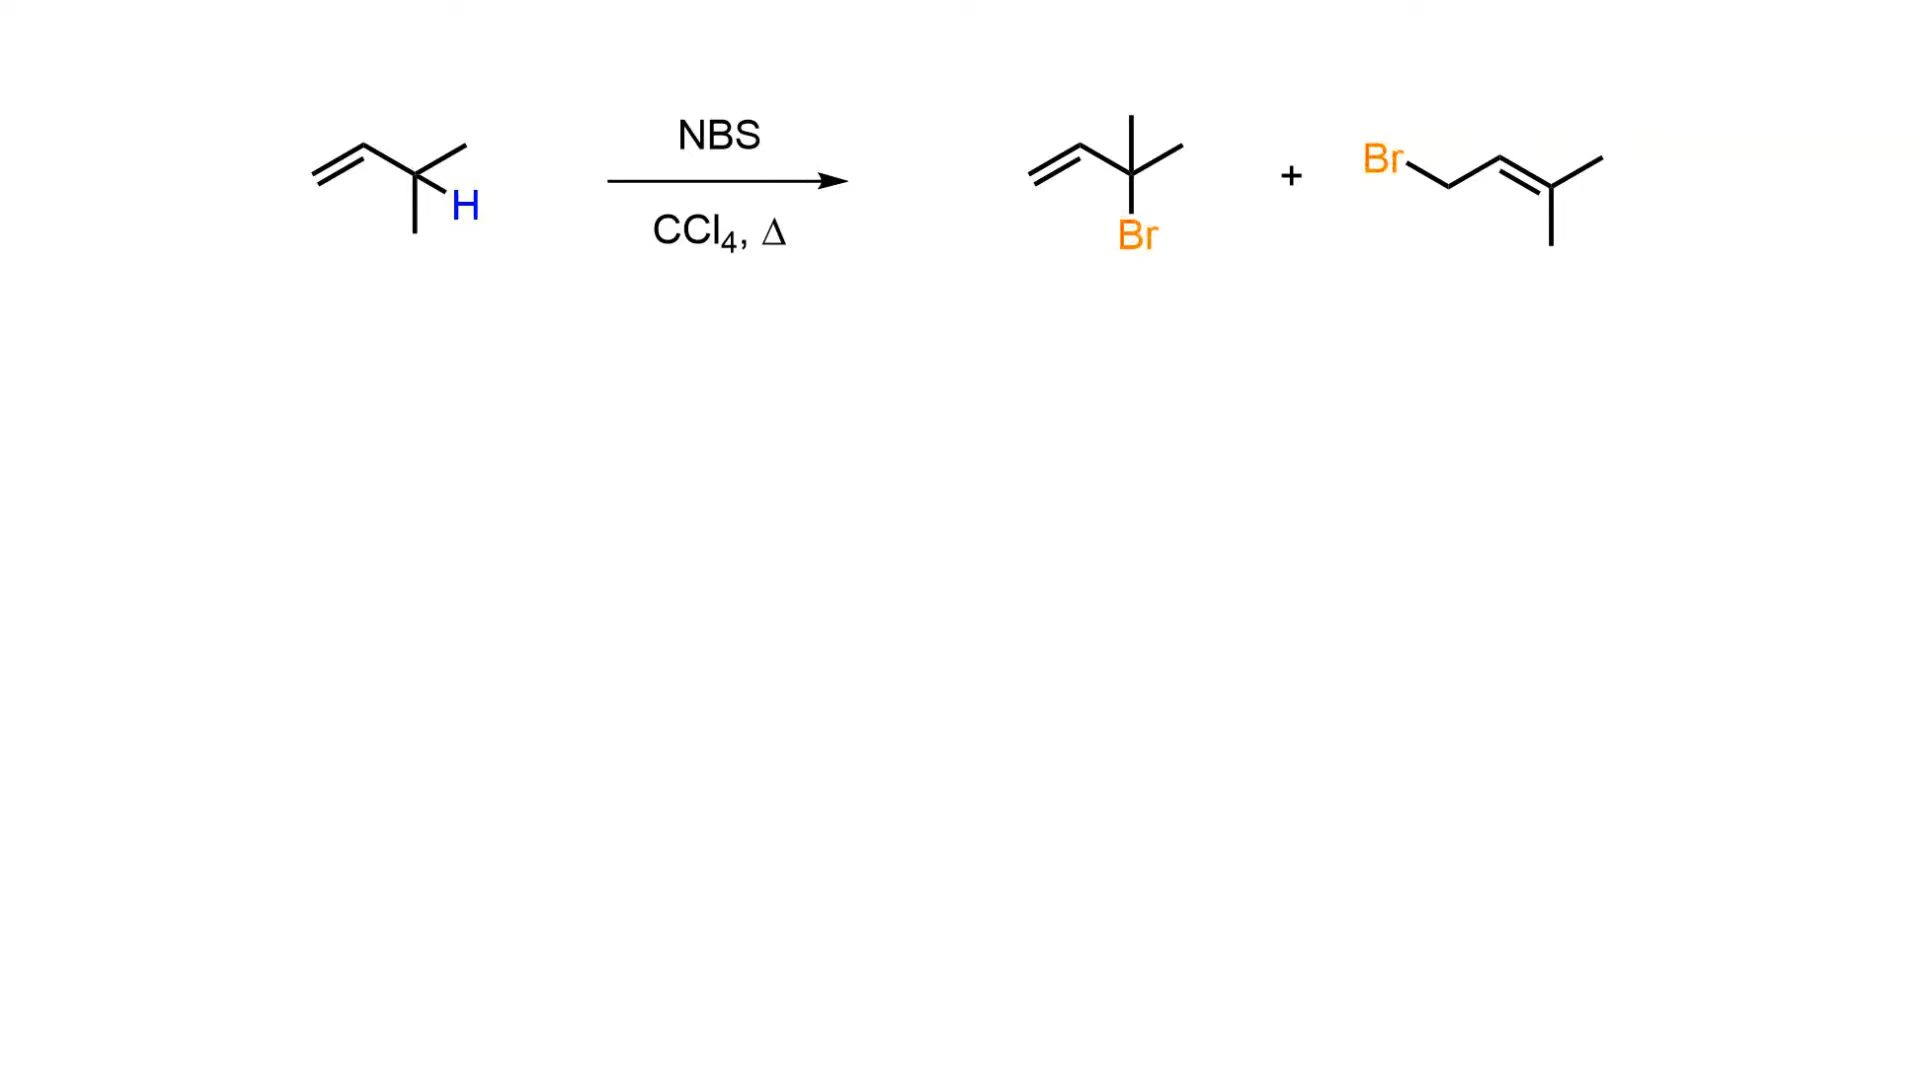 NBS
Br
+
H
CCl₄, Δ
Br